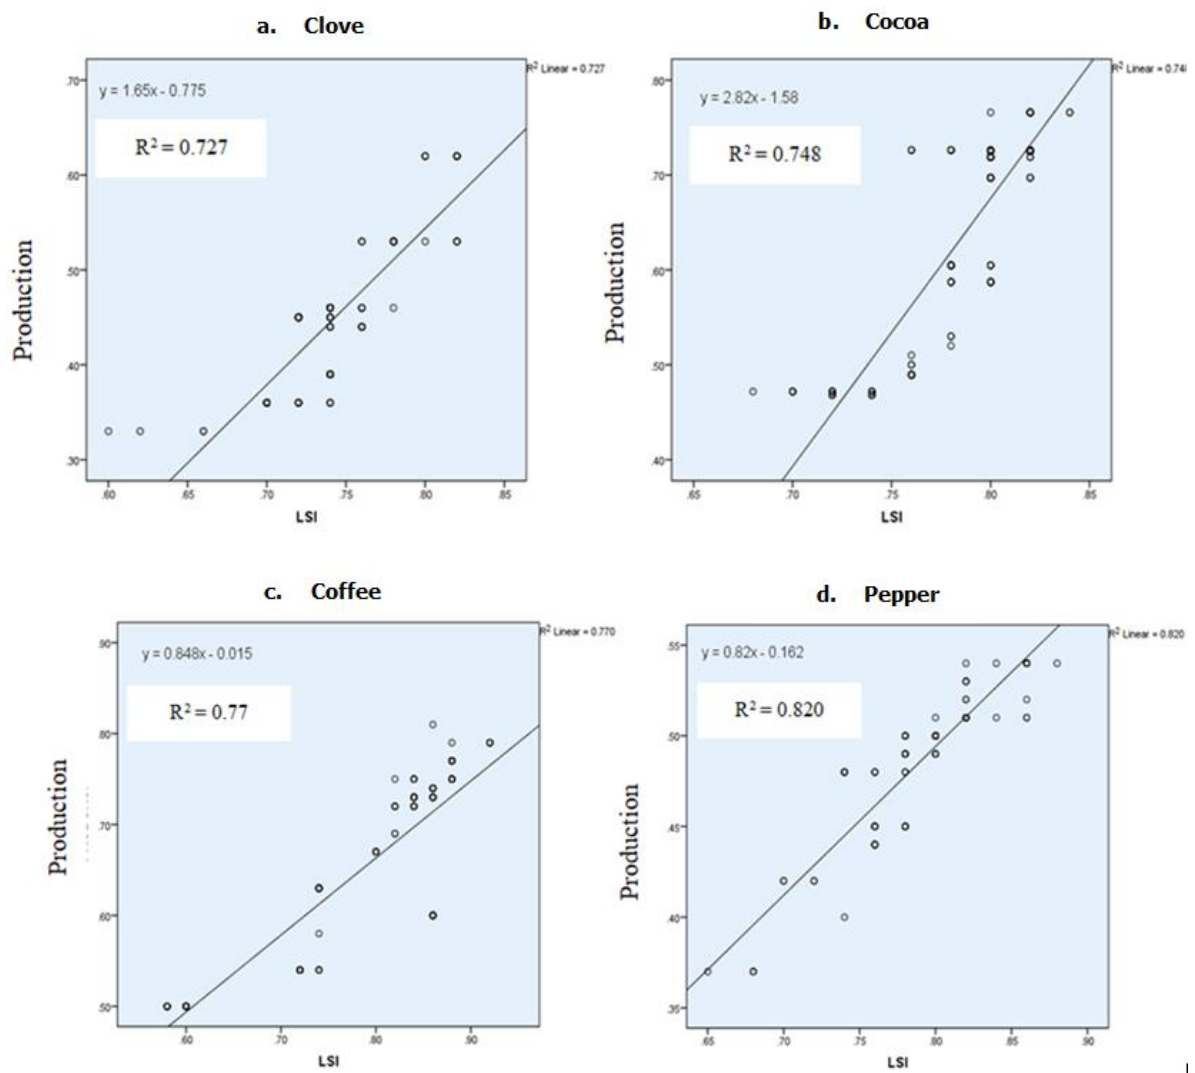 a. Clove
R² Linear = 0.727
y = 1.65x - 0.775
R² = 0.727
Production
.70
.60
.50
.40
.30
.60 .65 .70 .75 .80 .85
LSI
b. Cocoa
R² Linear = 0.74
y = 2.82x - 1.58
R² = 0.748
Production
.80
.70
.60
.50
.40
.65 .70 .75 .80 .85
LSI
c. Coffee
R² Linear = 0.770
y = 0.848x - 0.015
R² = 0.77
Production
.90
.80
.70
.60
.50
.60 .70 .80 .90
LSI
d. Pepper
R² Linear = 0.820
y = 0.82x - 0.162
R² = 0.820
Production
.55
.50
.45
.40
.35
.65 .70 .75 .80 .85 .90
LSI